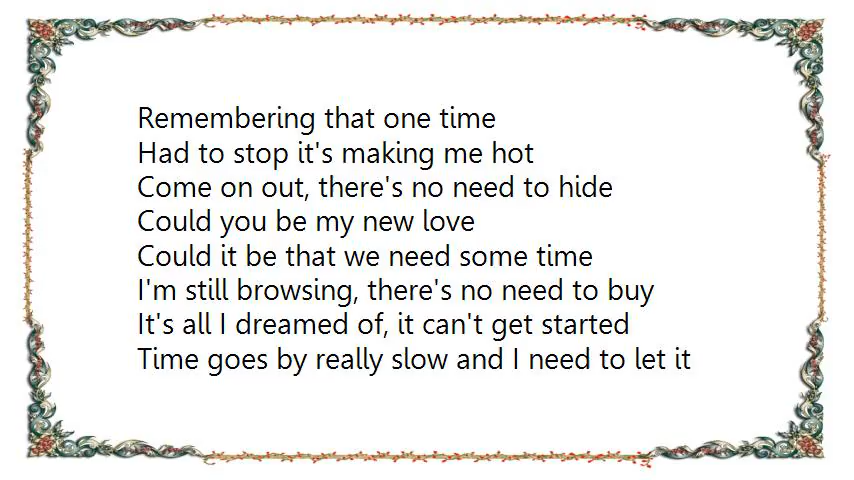 Remembering that one time
Had to stop it's making me hot
Come on out, there's no need to hide
Could you be my new love
Could it be that we need some time
I'm still browsing, there's no need to buy
It's all I dreamed of, it can't get started
Time goes by really slow and I need to let it